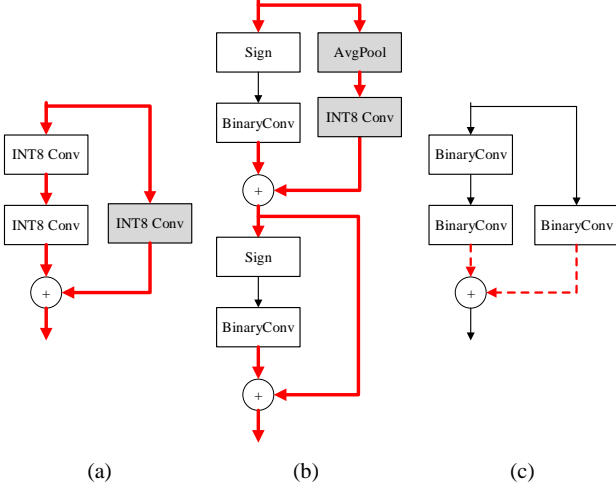 INT8 Conv
INT8 Conv
INT8 Conv
+
(a)
Sign
AvgPool
BinaryConv
INT8 Conv
+
Sign
BinaryConv
+
(b)
BinaryConv
BinaryConv
BinaryConv
+
(c)